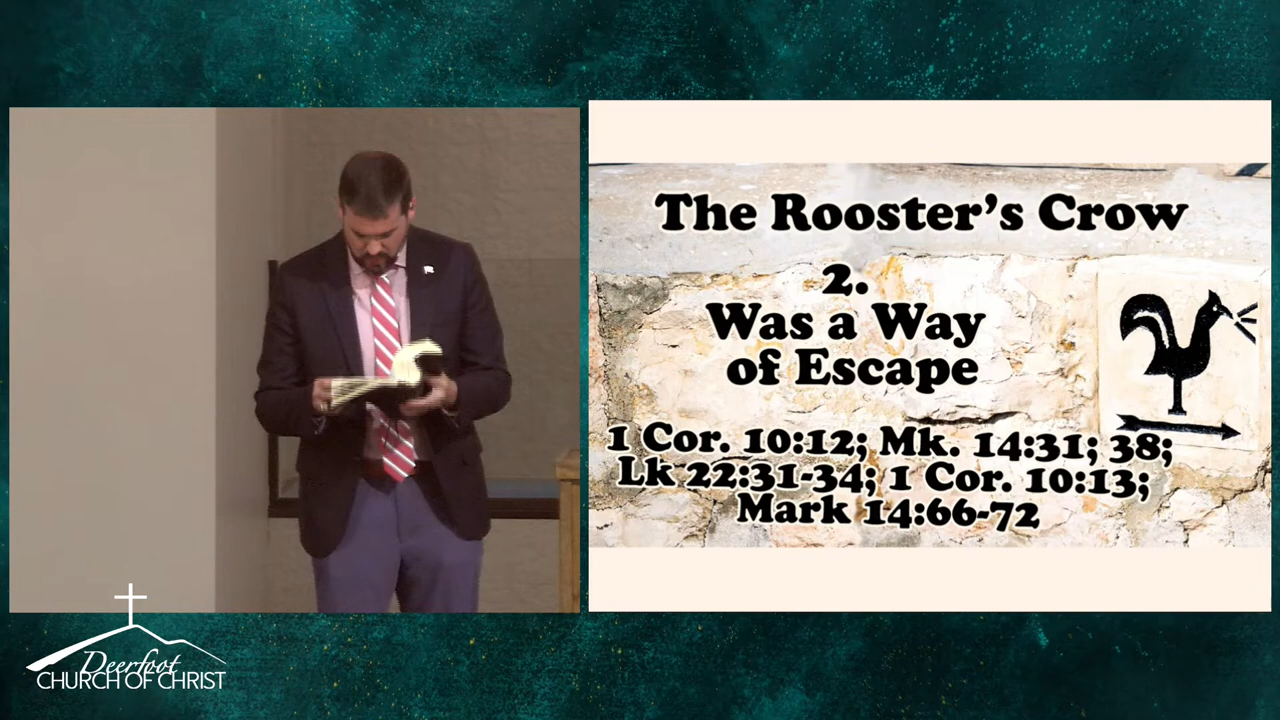 The Rooster’s Crow
2.
Was a Way
of Escape
1 Cor. 10:12; Mk. 14:31; 38;
Lk 22:31-34; 1 Cor. 10:13;
Mark 14:66-72
Deerfoot
CHURCH OF CHRIST